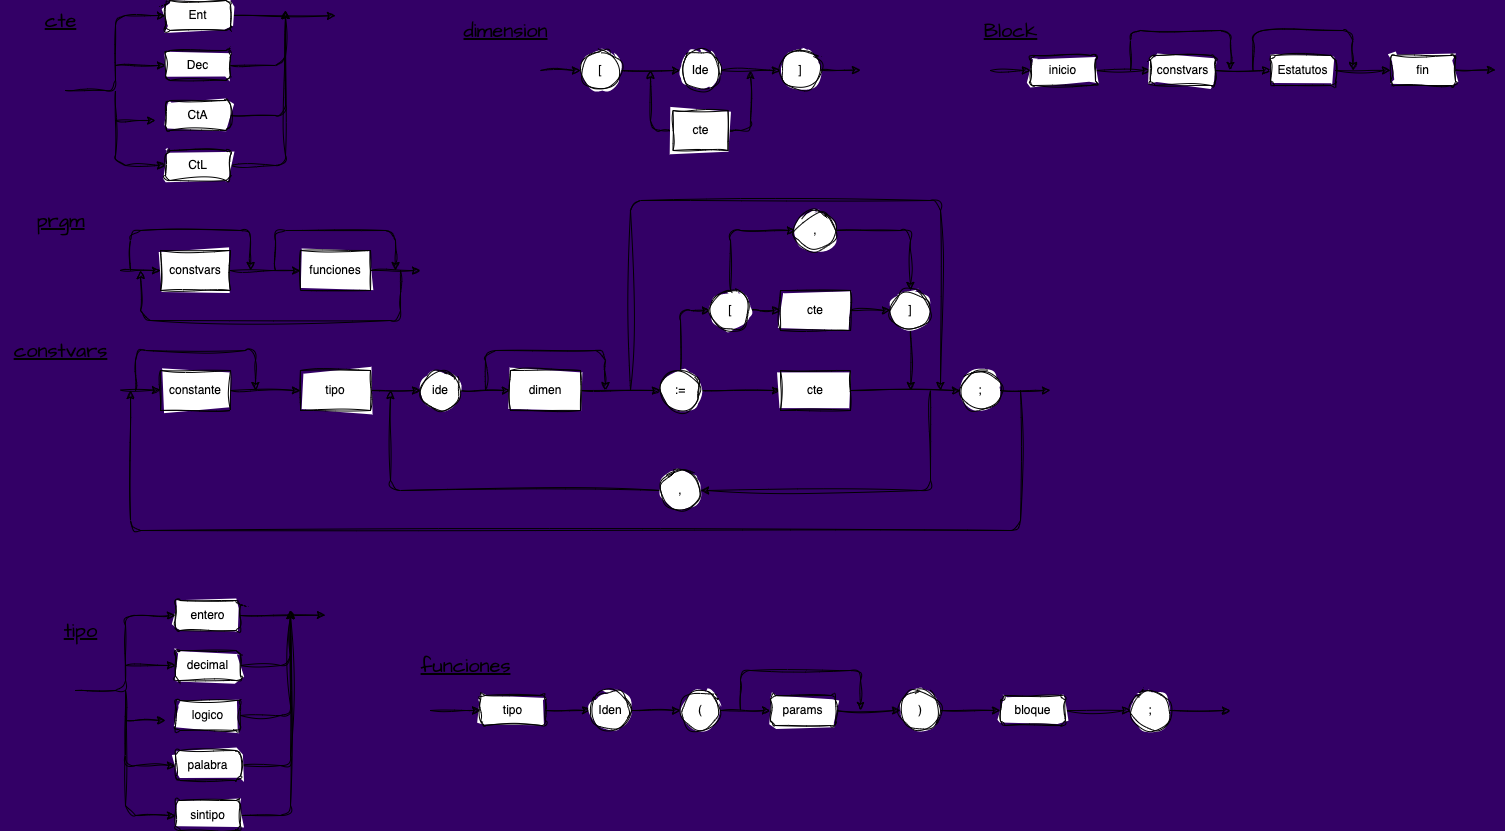 cte
Ent
Dec
CtA
CtL
dimension
[
Ide
]
cte
Block
inicio
constvars
Estatutos
fin
prgm
constvars
funciones
,
[
cte
]
constvars
constante
tipo
ide
dimen
:=
cte
;
,
tipo
entero
decimal
logico
palabra
sintipo
funciones
tipo
Iden
(
params
)
bloque
;